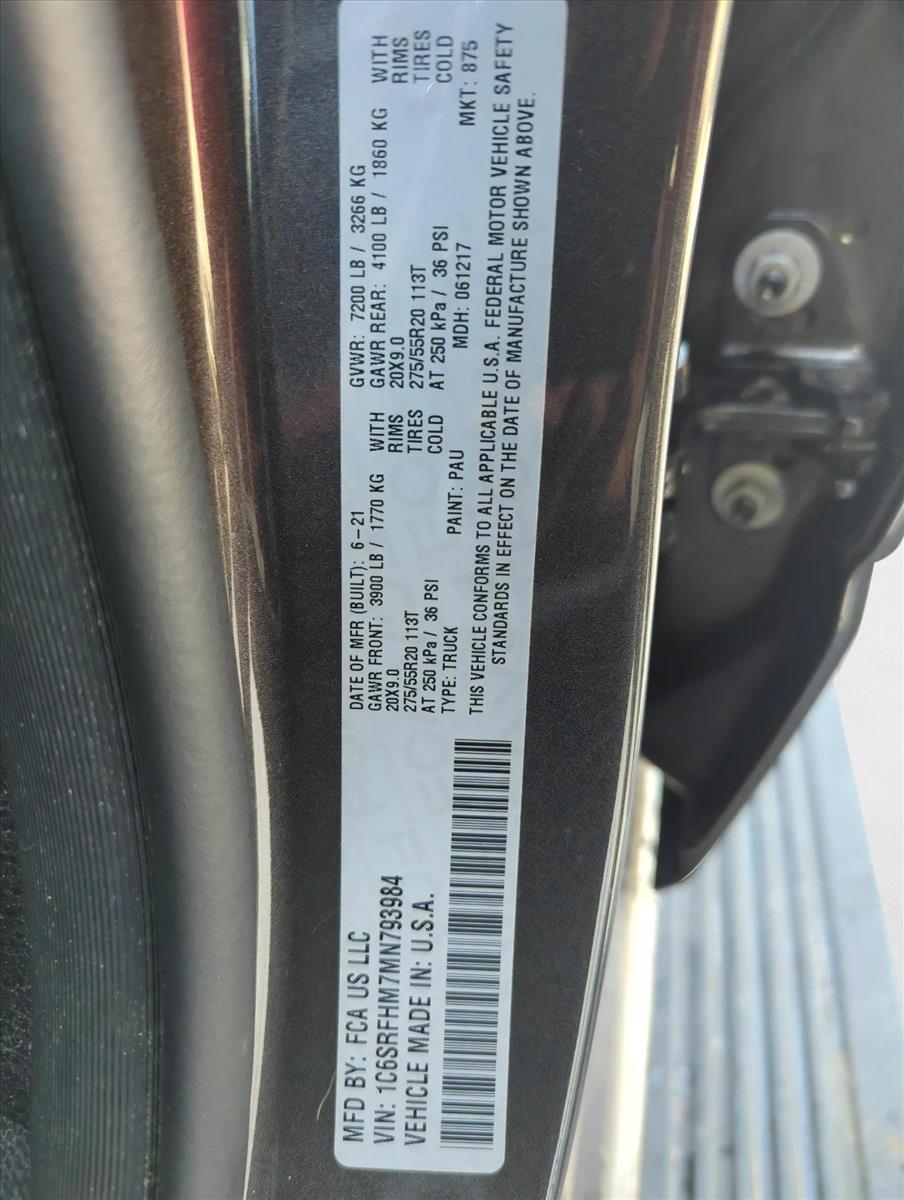 MFD BY: FCA US LLC
VIN: 1C6SRFHM7MN793984
VEHICLE MADE IN: U.S.A.
DATE OF MFR (BUILT): 6-21 GVWR: 7200 LB / 3266 KG
GAWR FRONT: 3900 LB / 1770 KG WITH GAWR REAR: 4100 LB / 1860 KG WITH
20X9.0 RIMS 20X9.0 RIMS
275/55R20 113T TIRES 275/55R20 113T TIRES
AT 250 kPa / 36 PSI COLD AT 250 kPa / 36 PSI COLD
TYPE: TRUCK PAINT: PAU MDH: 061217 MKT: 875
THIS VEHICLE CONFORMS TO ALL APPLICABLE U.S.A. FEDERAL MOTOR VEHICLE SAFETY
STANDARDS IN EFFECT ON THE DATE OF MANUFACTURE SHOWN ABOVE.